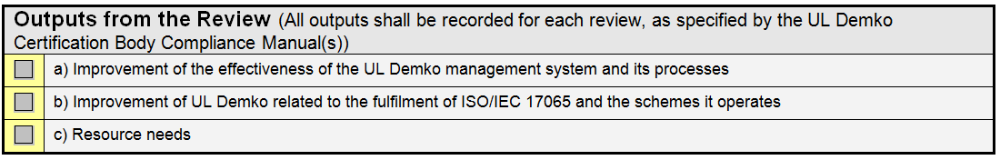 Outputs from the Review (All outputs shall be recorded for each review, as specified by the UL Demko
Certification Body Compliance Manual(s))
a) Improvement of the effectiveness of the UL Demko management system and its processes
b) Improvement of UL Demko related to the fulfilment of ISO/IEC 17065 and the schemes it operates
c) Resource needs